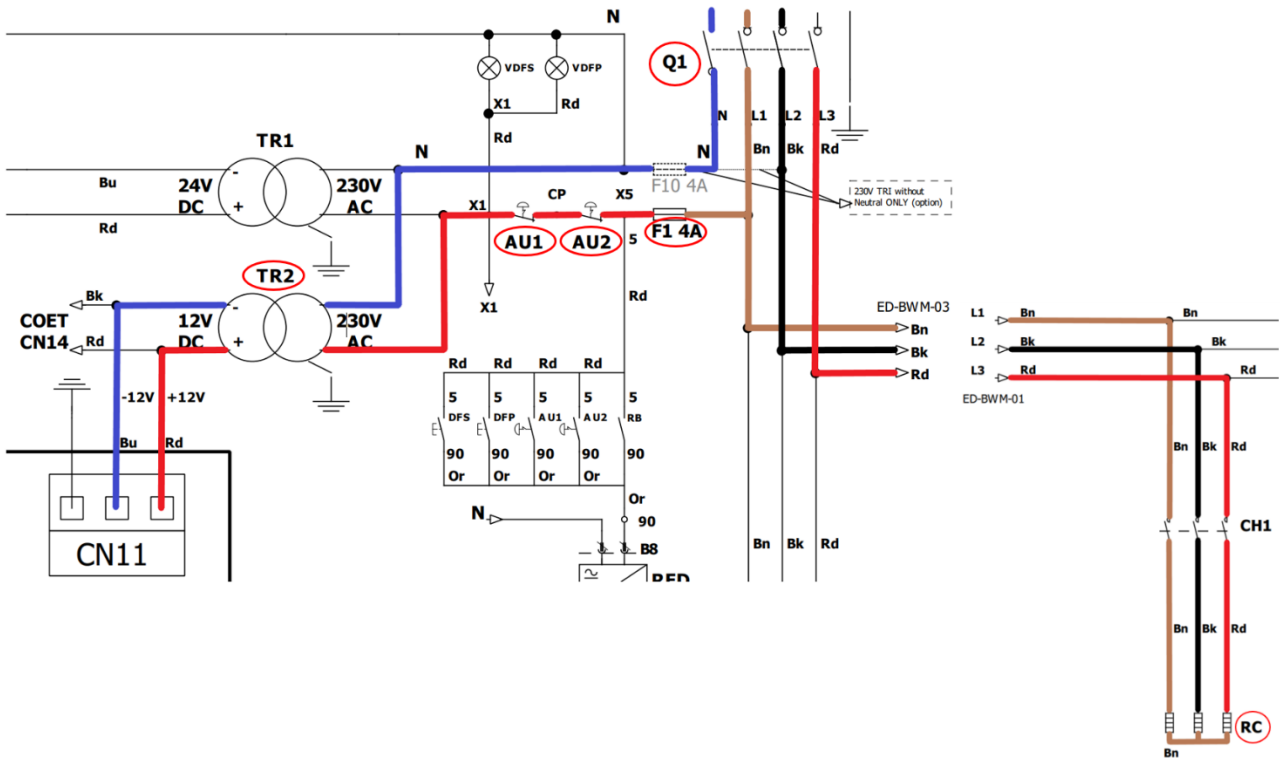 N
Q1
VDFS
VDFP
X1
Rd
Rd
N
L1
L2
L3
TR1
N
N
Bn
Bk
Rd
Bu
24V
DC
-
+
230V
AC
F10 4A
Rd
X1
CP
X5
230V TRI without
Neutral ONLY (option)
AU1
AU2
F1 4A
5
TR2
Bk
COET
CN14
Rd
12V
DC
-
+
230V
AC
X1
Rd
ED-BWM-03
Bn
Bk
Rd
L1
Bn
Bn
L2
Bk
Bk
L3
Rd
Rd
ED-BWM-01
-12V
+12V
Rd
Rd
Rd
Rd
5
5
5
5
5
DFS
DFP
AU1
AU2
RB
90
90
90
90
90
Or
Or
Or
Or
Bu
Rd
Bn
Bk
Rd
Or
N
90
B8
Bn
Bk
Rd
CH1
CN11
RED
Bn
Bk
Rd
RC
Bn